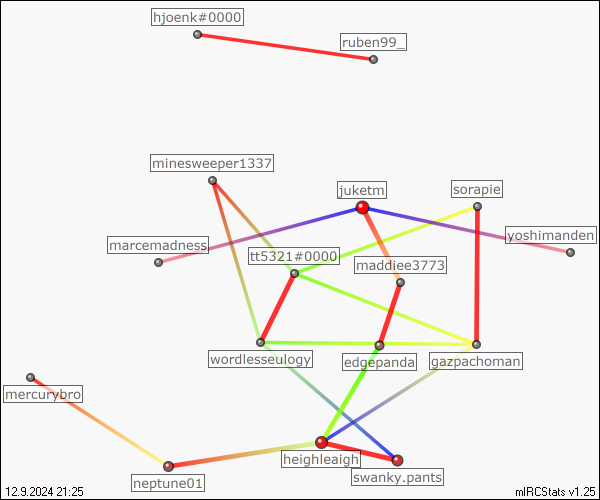 hjoenk#0000
ruben99_
minesweeper1337
juketm
sorapie
yoshimanden
marcemadness
tt5321#0000
maddiee3773
wordlesseulogy
edgepanda
gazpachoman
mercurybro
heighleaigh
swanky.pants
neptune01
12.9.2024 21:25
mIRCStats v1.25